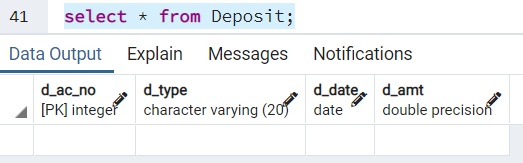 41 select * from Deposit;
Data Output Explain Messages Notifications
d_ac_no d_type d_date d_amt
[PK] integer character varying (20) date double precision